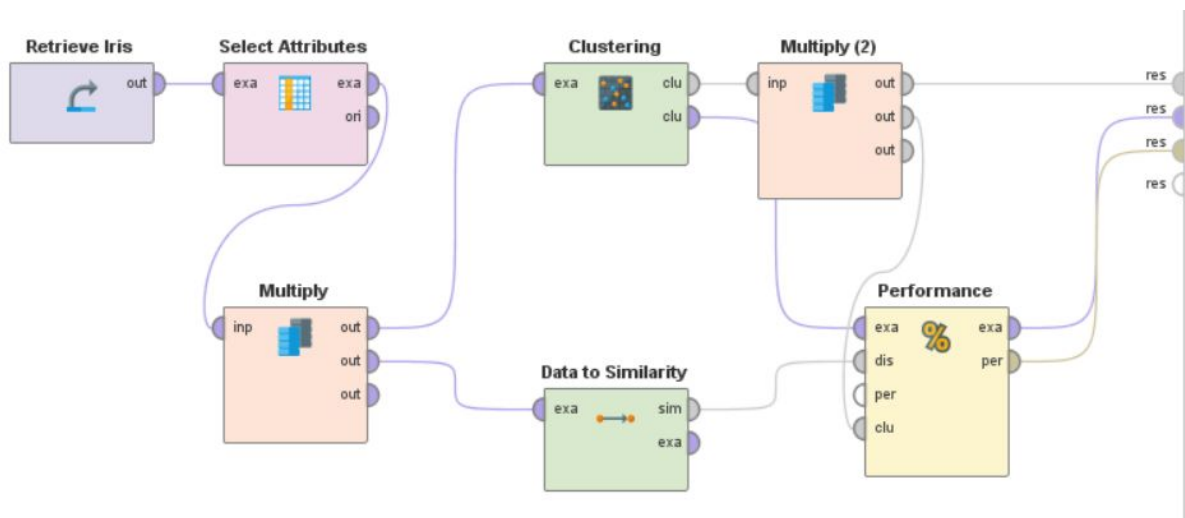 Retrieve Iris
out
Select Attributes
exa
exa
ori
Clustering
exa
clu
clu
Multiply (2)
inp
out
out
out
res
res
res
res
Multiply
inp
out
out
out
Data to Similarity
exa
sim
exa
Performance
exa
exa
dis
per
per
clu
%